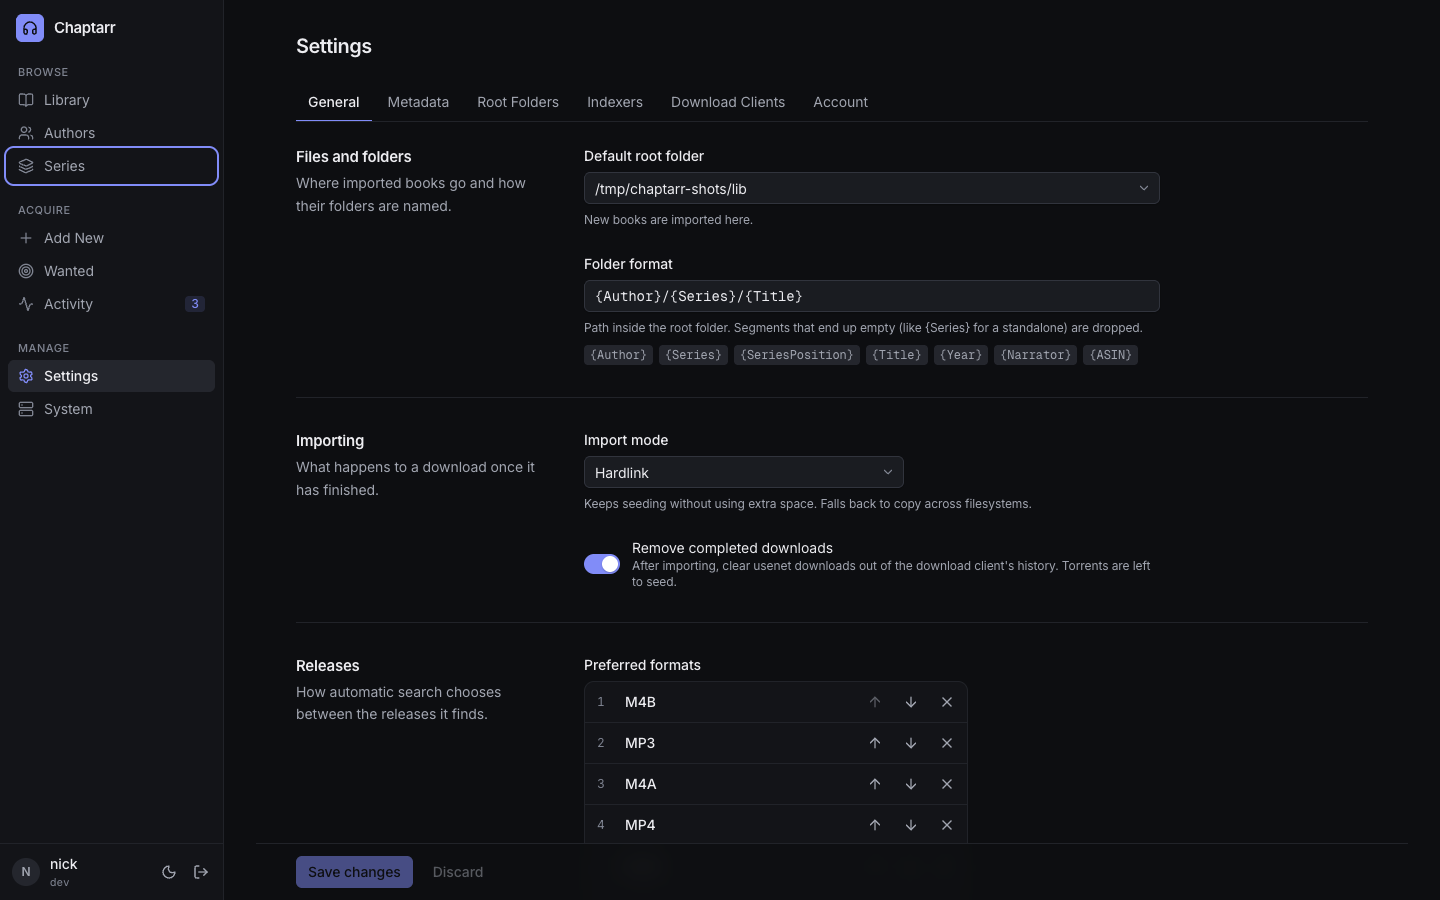 Chaptarr
BROWSE
Library
Authors
Series
ACQUIRE
Add New
Wanted
Activity 3
MANAGE
Settings
System
N nick
dev
Settings
General Metadata Root Folders Indexers Download Clients Account
Files and folders
Where imported books go and how
their folders are named.
Default root folder
/tmp/chaptarr-shots/lib
New books are imported here.
Folder format
{Author}/{Series}/{Title}
Path inside the root folder. Segments that end up empty (like {Series} for a standalone) are dropped.
{Author} {Series} {SeriesPosition} {Title} {Year} {Narrator} {ASIN}
Importing
What happens to a download once it
has finished.
Import mode
Hardlink
Keeps seeding without using extra space. Falls back to copy across filesystems.
Remove completed downloads
After importing, clear usenet downloads out of the download client's history. Torrents are left
to seed.
Releases
How automatic search chooses
between the releases it finds.
Preferred formats
1 M4B
2 MP3
3 M4A
4 MP4
Save changes Discard